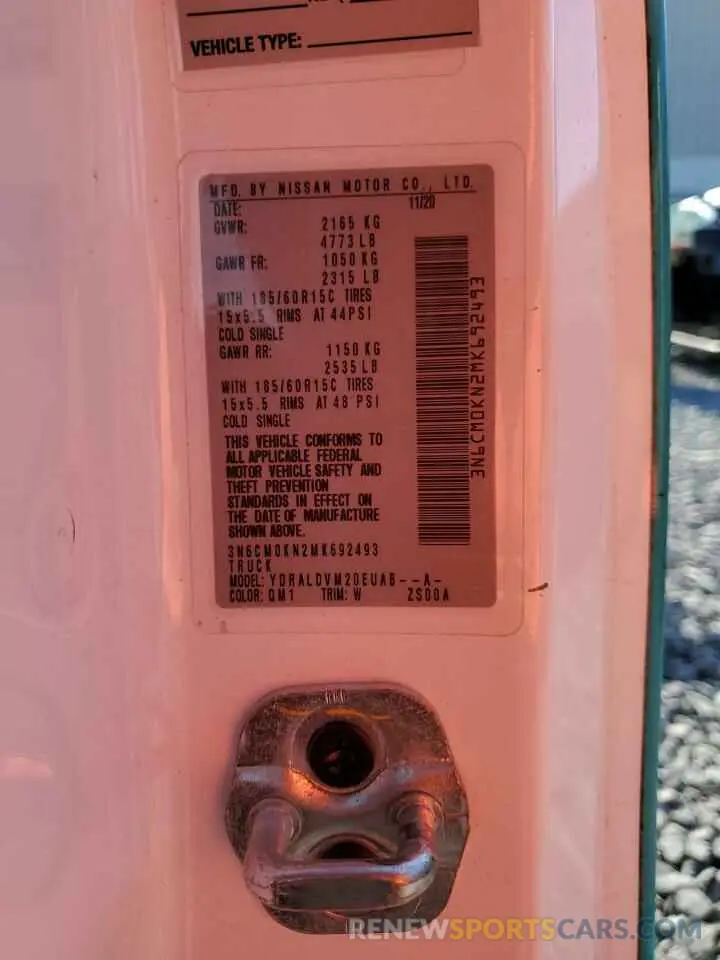 VEHICLE TYPE:
MFD. BY NISSAN MOTOR CO., LTD.
DATE: 11/20
GVWR: 2165 KG
4773 LB
GAWR FR: 1050 KG
2315 LB
WITH 185/60R15C TIRES
15x5.5 RIMS AT 44PSI
COLD SINGLE
GAWR RR: 1150 KG
2535 LB
WITH 185/60R15C TIRES
15x5.5 RIMS AT 48 PSI
COLD SINGLE
THIS VEHICLE CONFORMS TO
ALL APPLICABLE FEDERAL
MOTOR VEHICLE SAFETY AND
THEFT PREVENTION
STANDARDS IN EFFECT ON
THE DATE OF MANUFACTURE
SHOWN ABOVE.
3N6CM0KN2MK692493
TRUCK
MODEL: YDRALDVM20EUAB--A-
COLOR: QM1 TRIM: W ZS00A
3N6CM0KN2MK692493
RENEWSPORTSCARS.COM